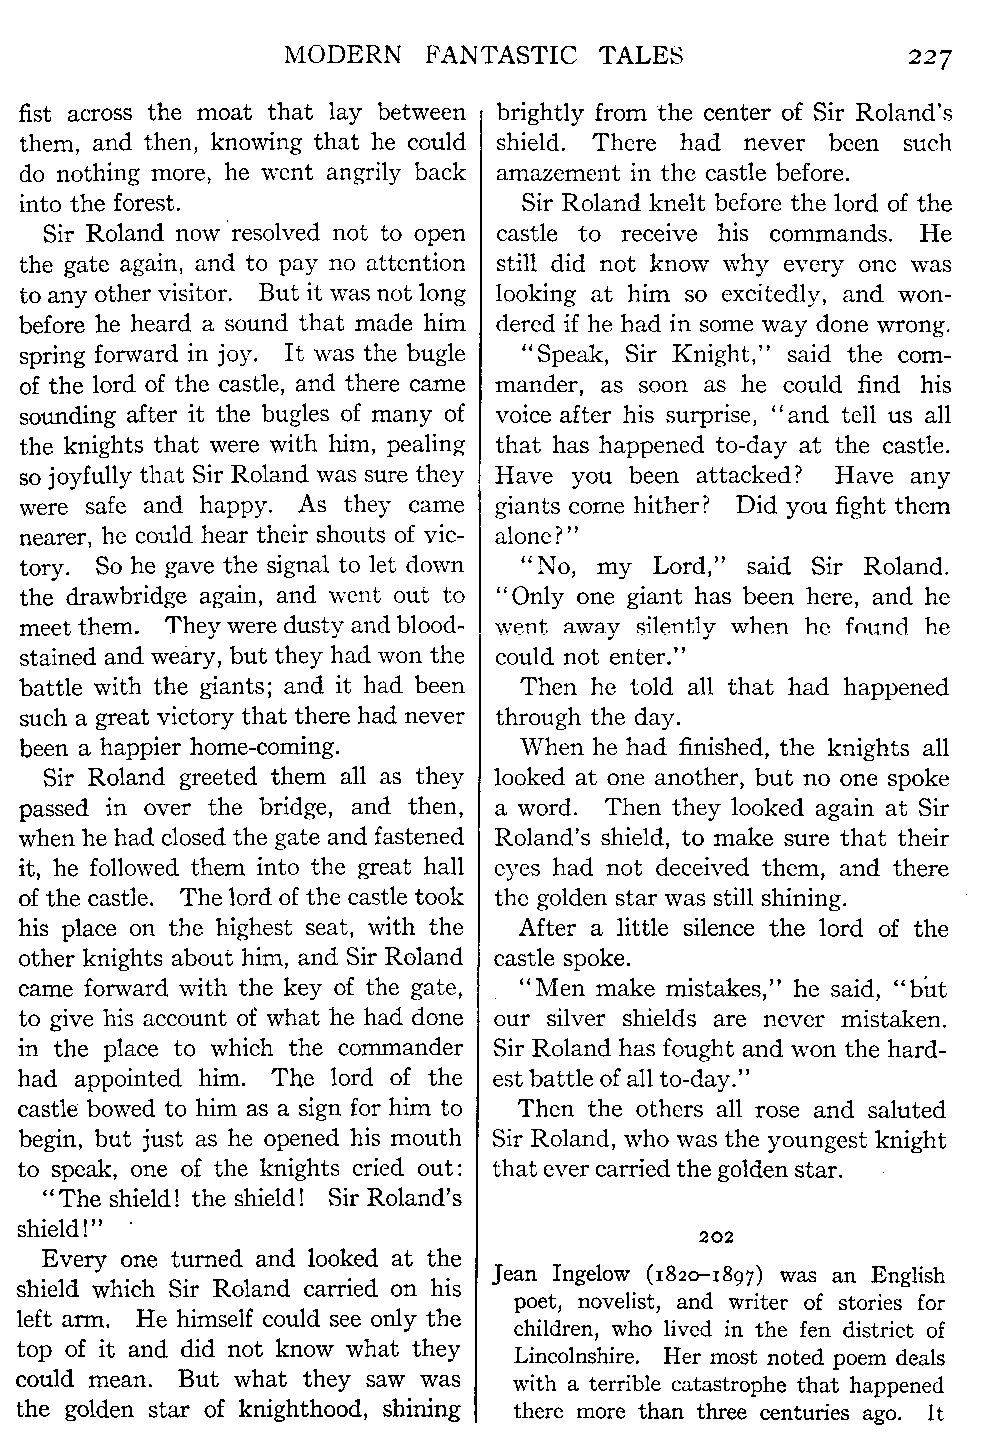 MODERN FANTASTIC TALES 227
fist across the moat that lay between
them, and then, knowing that he could
do nothing more, he went angrily back
into the forest.
Sir Roland now resolved not to open
the gate again, and to pay no attention
to any other visitor. But it was not long
before he heard a sound that made him
spring forward in joy. It was the bugle
of the lord of the castle, and there came
sounding after it the bugles of many of
the knights that were with him, pealing
so joyfully that Sir Roland was sure they
were safe and happy. As they came
nearer, he could hear their shouts of vic-
tory. So he gave the signal to let down
the drawbridge again, and went out to
meet them. They were dusty and blood-
stained and weary, but they had won the
battle with the giants; and it had been
such a great victory that there had never
been a happier home-coming.
Sir Roland greeted them all as they
passed in over the bridge, and then,
when he had closed the gate and fastened
it, he followed them into the great hall
of the castle. The lord of the castle took
his place on the highest seat, with the
other knights about him, and Sir Roland
came forward with the key of the gate,
to give his account of what he had done
in the place to which the commander
had appointed him. The lord of the
castle bowed to him as a sign for him to
begin, but just as he opened his mouth
to speak, one of the knights cried out:
"The shield! the shield! Sir Roland's
shield!"
Every one turned and looked at the
shield which Sir Roland carried on his
left arm. He himself could see only the
top of it and did not know what they
could mean. But what they saw was
the golden star of knighthood, shining
brightly from the center of Sir Roland's
shield. There had never been such
amazement in the castle before.
Sir Roland knelt before the lord of the
castle to receive his commands. He
still did not know why every one was
looking at him so excitedly, and won-
dered if he had in some way done wrong.
"Speak, Sir Knight," said the com-
mander, as soon as he could find his
voice after his surprise, "and tell us all
that has happened to-day at the castle.
Have you been attacked? Have any
giants come hither? Did you fight them
alone?"
"No, my Lord," said Sir Roland.
"Only one giant has been here, and he
went away silently when he found he
could not enter."
Then he told all that had happened
through the day.
When he had finished, the knights all
looked at one another, but no one spoke
a word. Then they looked again at Sir
Roland's shield, to make sure that their
eyes had not deceived them, and there
the golden star was still shining.
After a little silence the lord of the
castle spoke.
"Men make mistakes," he said, "but
our silver shields are never mistaken.
Sir Roland has fought and won the hard-
est battle of all to-day."
Then the others all rose and saluted
Sir Roland, who was the youngest knight
that ever carried the golden star.
202
Jean Ingelow (1820–1897) was an English
poet, novelist, and writer of stories for
children, who lived in the fen district of
Lincolnshire. Her most noted poem deals
with a terrible catastrophe that happened
there more than three centuries ago. It